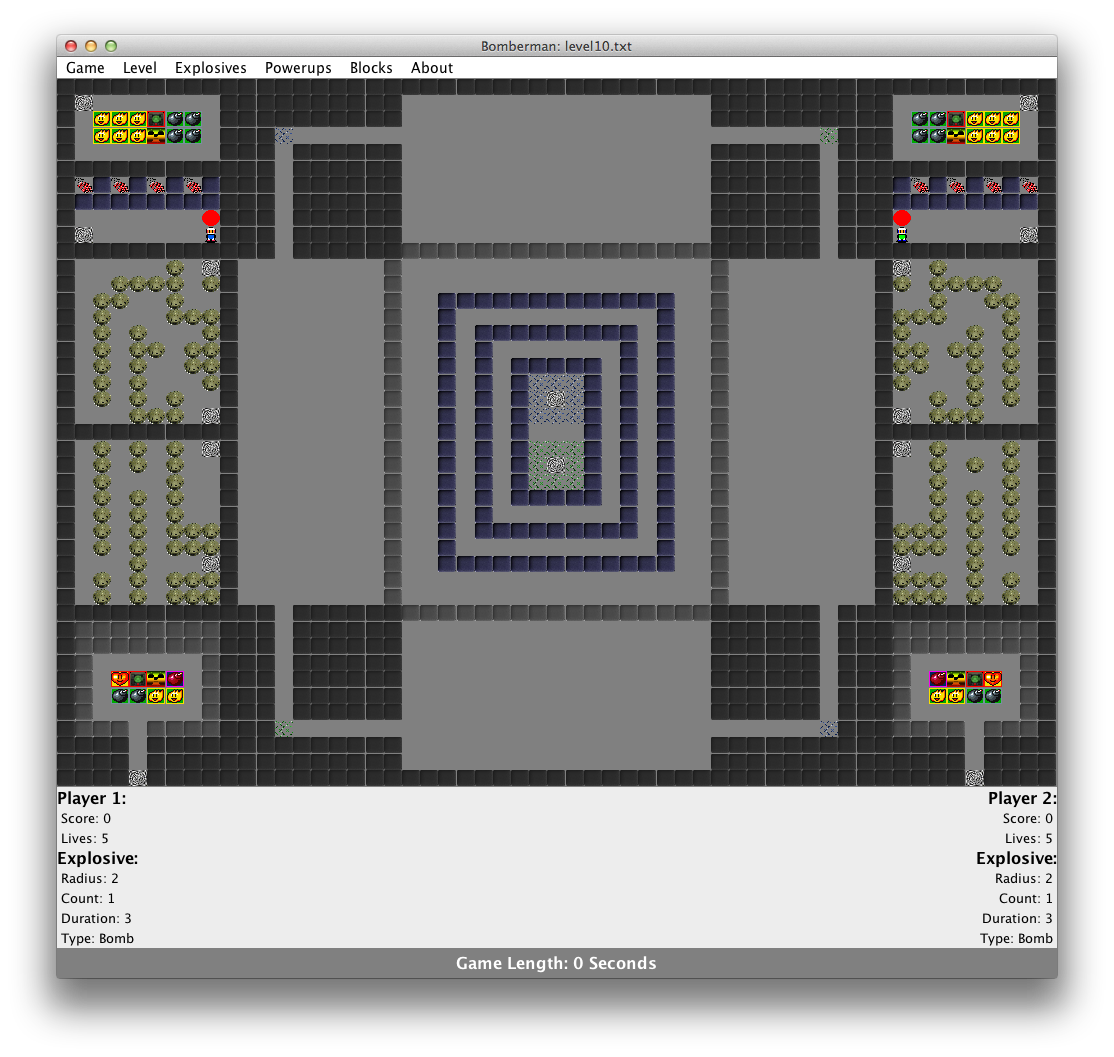 Bomberman: level10.txt
Game Level Explosives Powerups Blocks About
Player 1:
Score: 0
Lives: 5
Explosive:
Radius: 2
Count: 1
Duration: 3
Type: Bomb
Player 2:
Score: 0
Lives: 5
Explosive:
Radius: 2
Count: 1
Duration: 3
Type: Bomb
Game Length: 0 Seconds